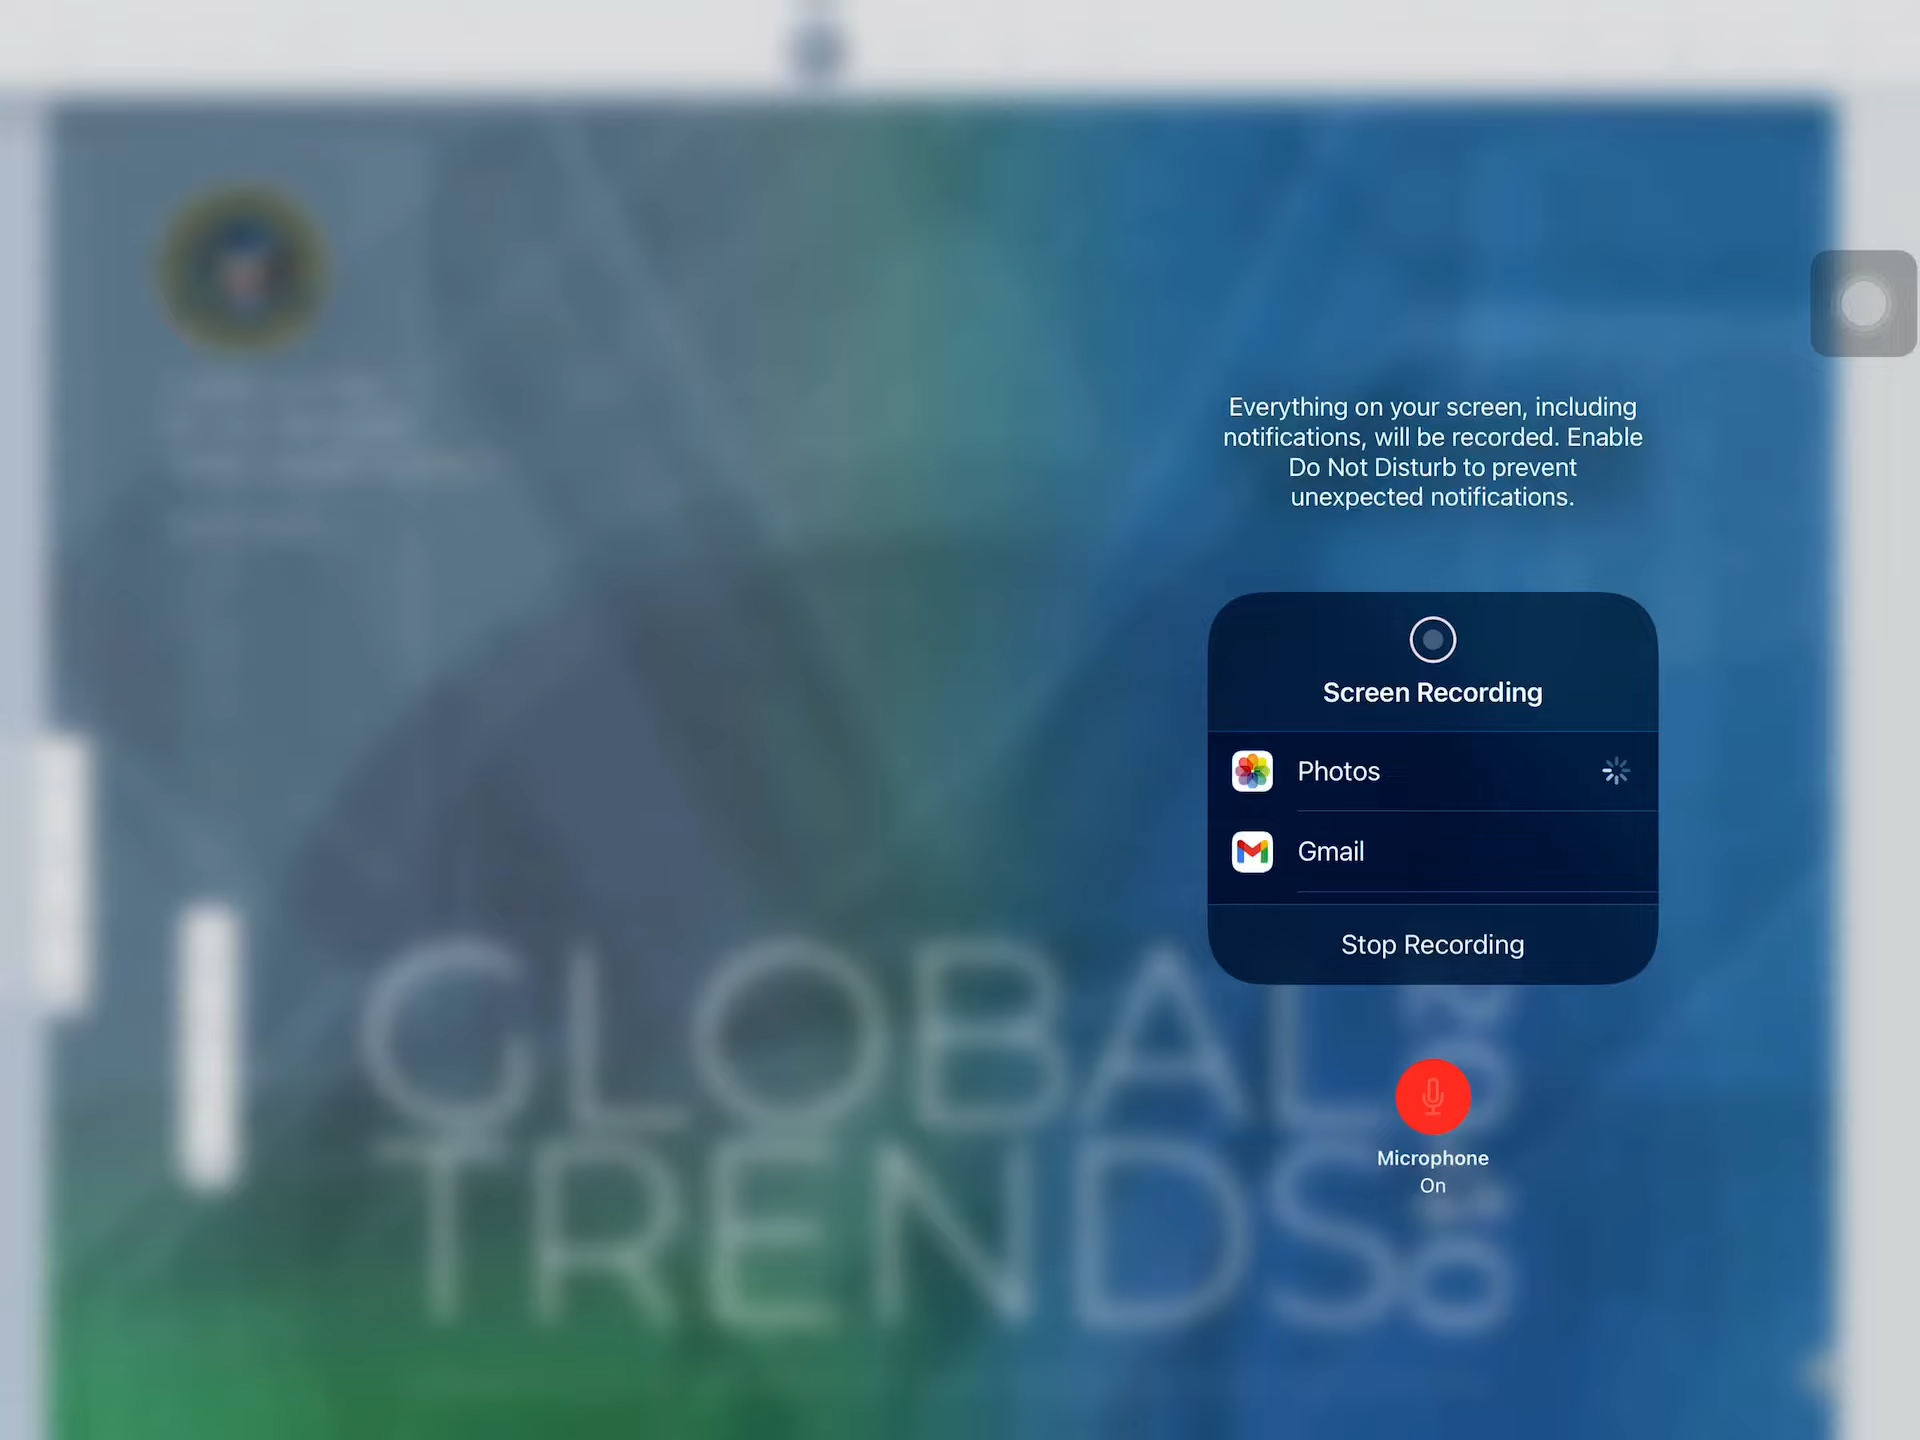 Everything on your screen, including
notifications, will be recorded. Enable
Do Not Disturb to prevent
unexpected notifications.
Screen Recording
Photos
Gmail
Stop Recording
Microphone
On
GLOBAL
TRENDS